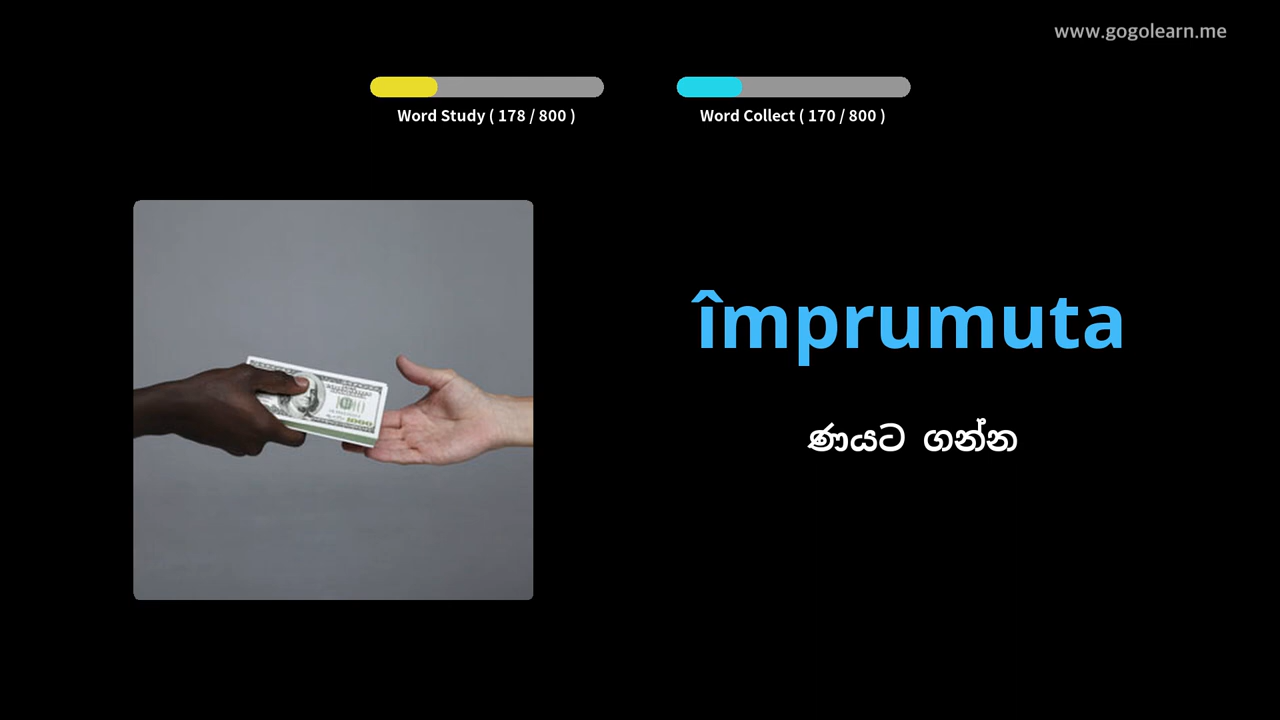 www.gogolearn.me
Word Study ( 178 / 800 )
Word Collect ( 170 / 800 )
împrumuta
ණයට ගන්න